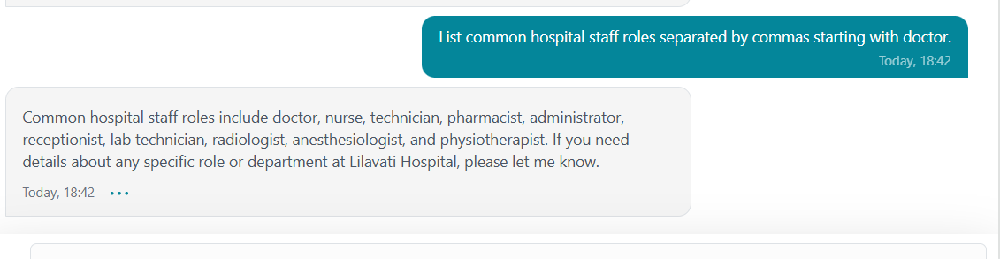 List common hospital staff roles separated by commas starting with doctor.
Today, 18:42
Common hospital staff roles include doctor, nurse, technician, pharmacist, administrator,
receptionist, lab technician, radiologist, anesthesiologist, and physiotherapist. If you need
details about any specific role or department at Lilavati Hospital, please let me know.
Today, 18:42